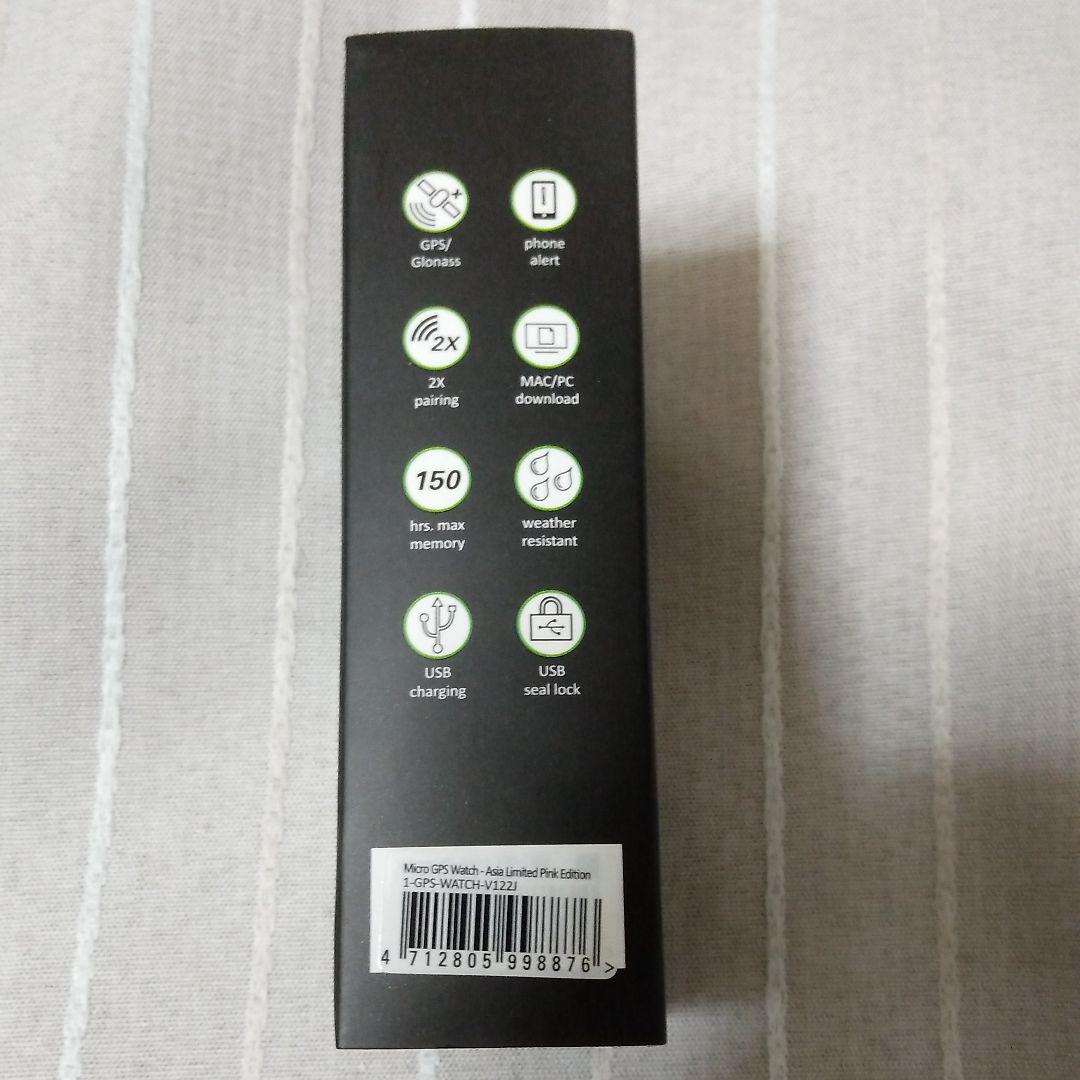 GPS/
Glonass
phone
alert
2X
2X
pairing
MAC/PC
download
150
hrs. max
memory
weather
resistant
USB
charging
USB
seal lock
Micro GPS Watch - Asia Limited Pink Edition
1-GPS-WATCH-V122J
4 712805 998876 >